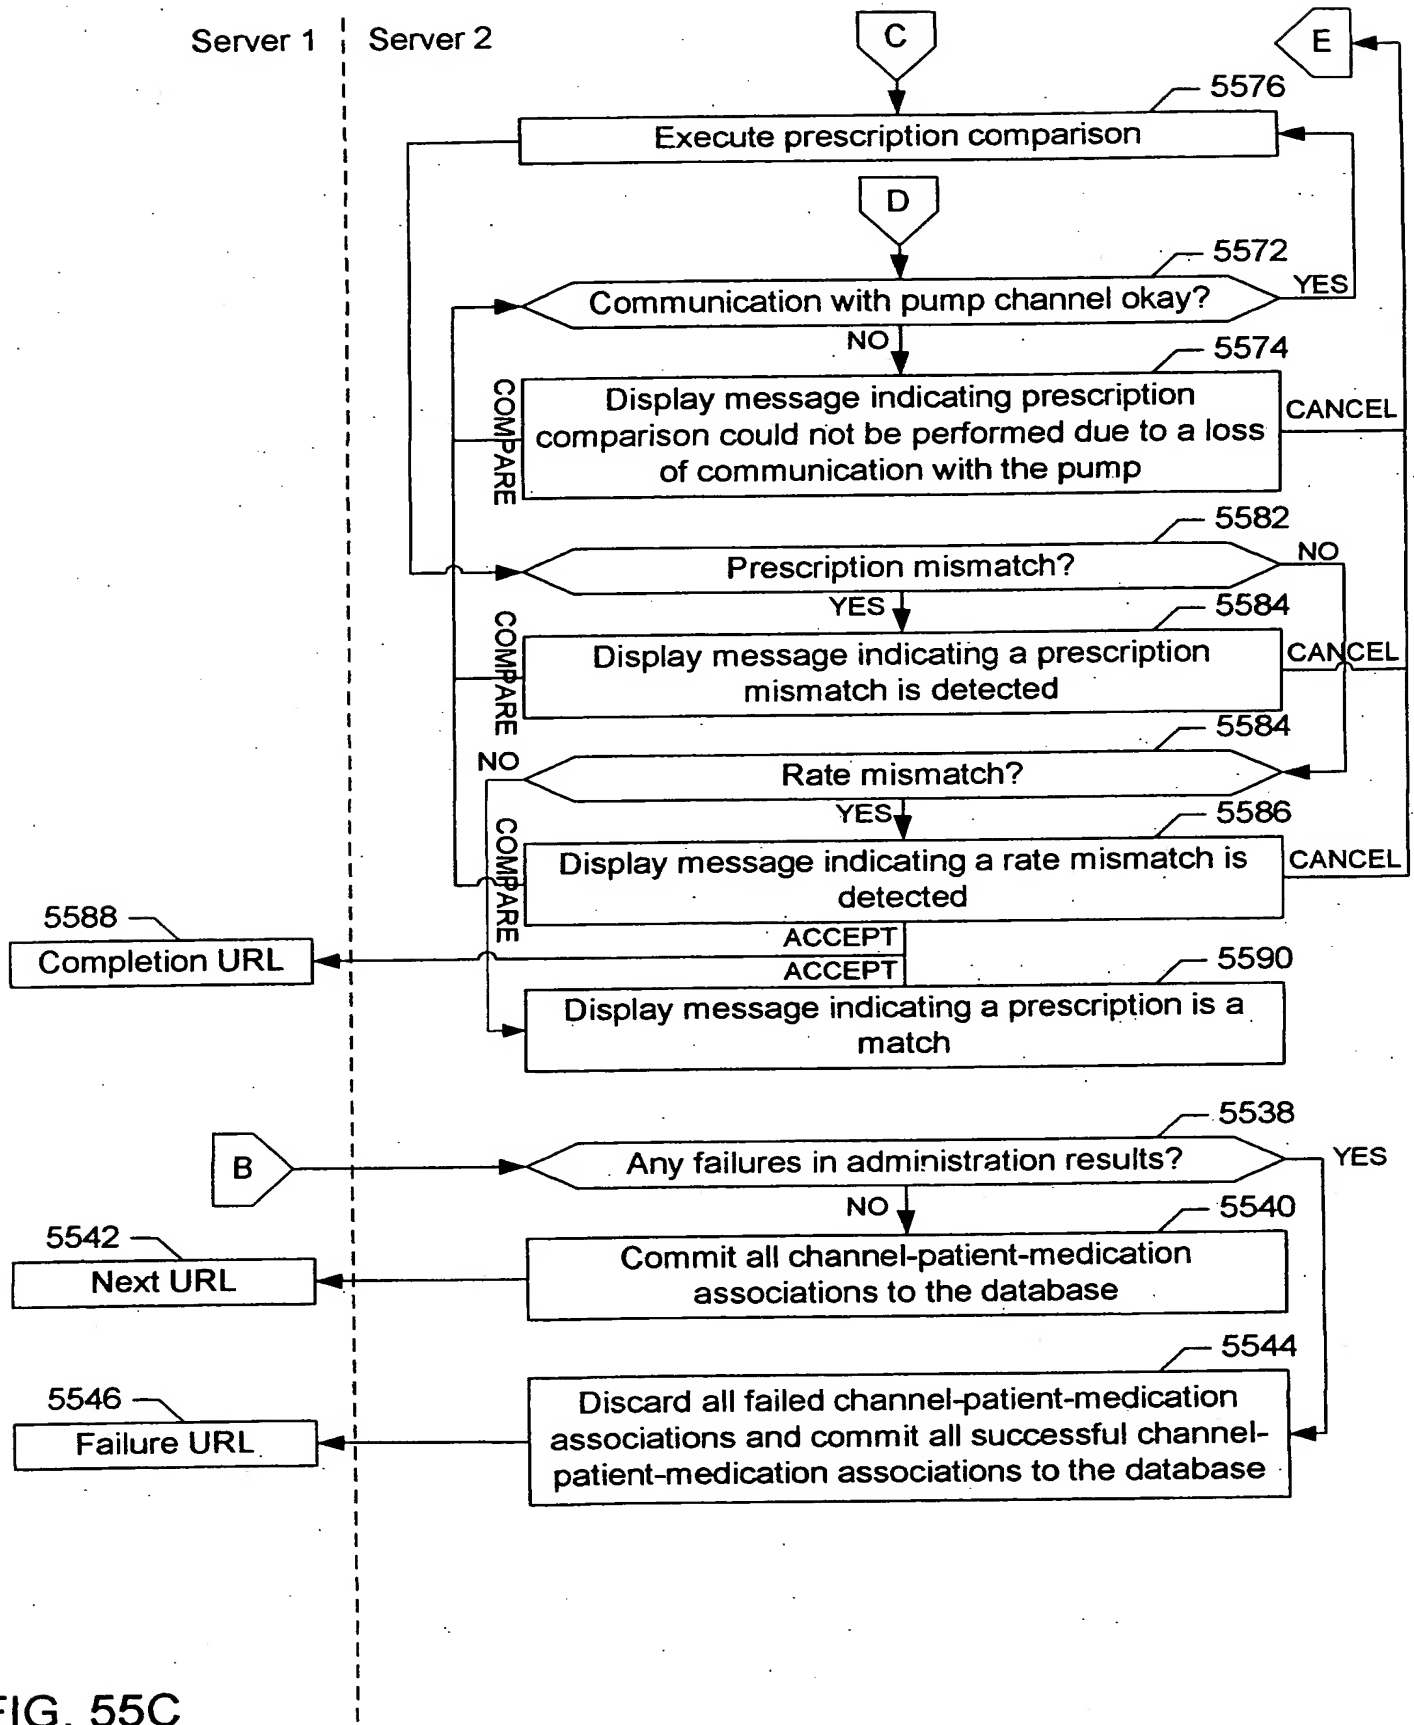 Server 1
Server 2
C
E
5576
Execute prescription comparison
D
5572
Communication with pump channel okay?
YES
NO
5574
Display message indicating prescription
comparison could not be performed due to a loss
of communication with the pump
COMPARE
CANCEL
5582
Prescription mismatch?
NO
YES
5584
Display message indicating a prescription
mismatch is detected
COMPARE
CANCEL
5584
NO
Rate mismatch?
YES
5586
Display message indicating a rate mismatch is
detected
COMPARE
CANCEL
5588
Completion URL
ACCEPT
ACCEPT
5590
Display message indicating a prescription is a
match
5538
B
Any failures in administration results?
YES
NO
5540
5542
Next URL
Commit all channel-patient-medication
associations to the database
5544
5546
Failure URL
Discard all failed channel-patient-medication
associations and commit all successful channel-
patient-medication associations to the database
FIG. 55C